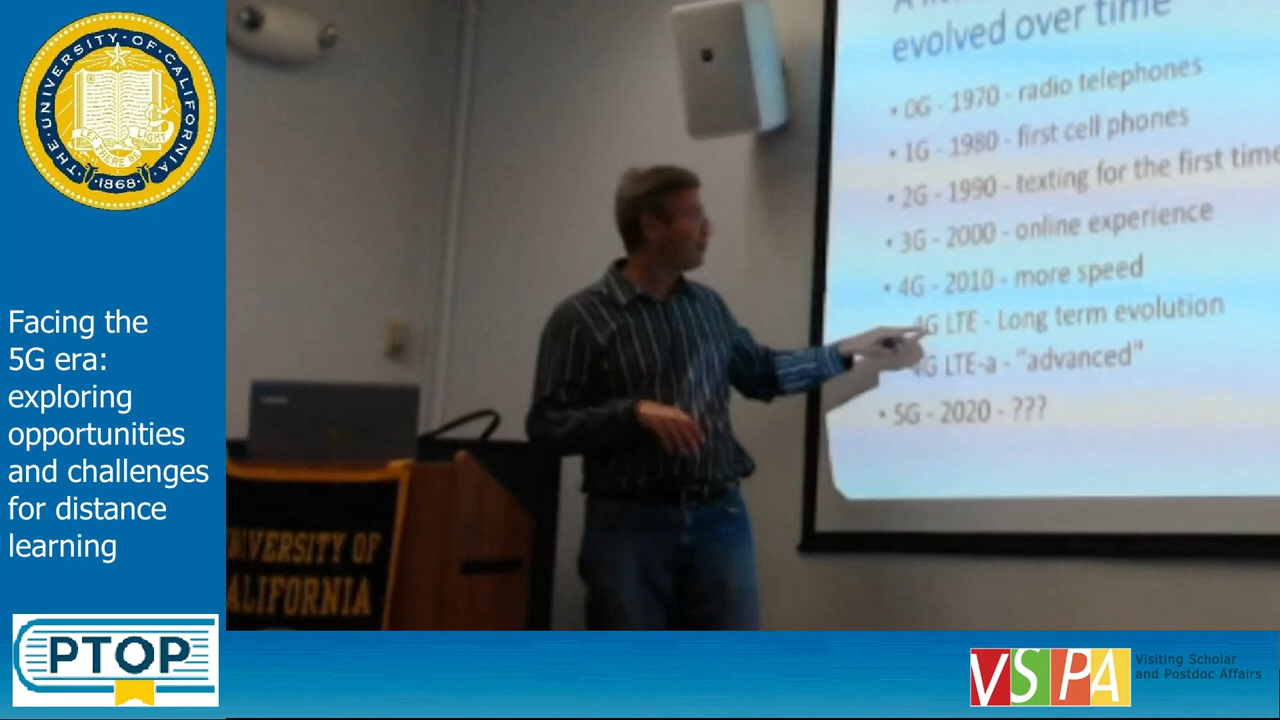 THE·UNIVERSITY·OF·CALIFORNIA
LET THERE BE LIGHT
·1868·
Facing the
5G era:
exploring
opportunities
and challenges
for distance
learning
PTOP
evolved over time
• 0G - 1970 - radio telephones
• 1G - 1980 - first cell phones
• 2G - 1990 - texting for the first time
• 3G - 2000 - online experience
• 4G - 2010 - more speed
4G LTE - Long term evolution
4G LTE-a - "advanced"
• 5G - 2020 - ???
UNIVERSITY OF
CALIFORNIA
VSPA
Visiting Scholar
and Postdoc Affairs